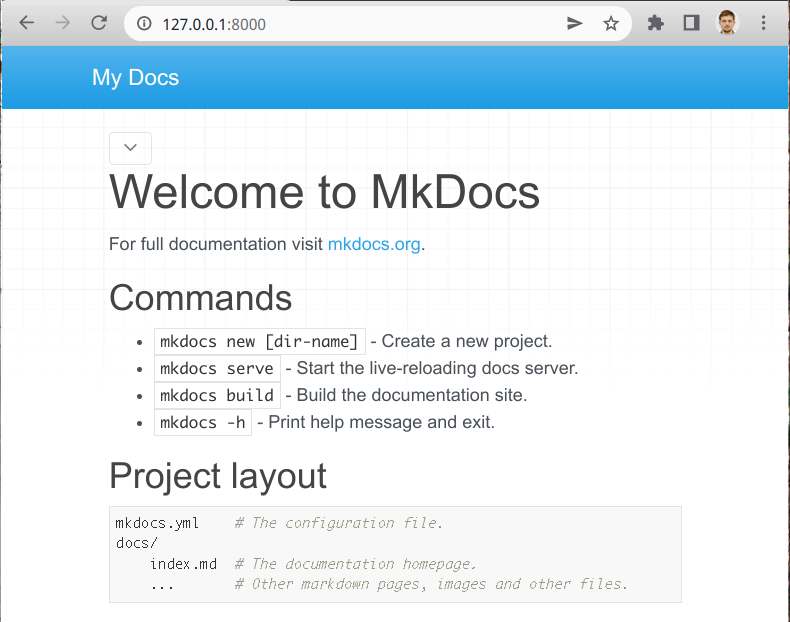 127.0.0.1:8000
My Docs
Welcome to MkDocs
For full documentation visit mkdocs.org.
Commands
• mkdocs new [dir-name] - Create a new project.
• mkdocs serve - Start the live-reloading docs server.
• mkdocs build - Build the documentation site.
• mkdocs -h - Print help message and exit.
Project layout
mkdocs.yml    # The configuration file.
docs/
    index.md  # The documentation homepage.
    ...       # Other markdown pages, images and other files.